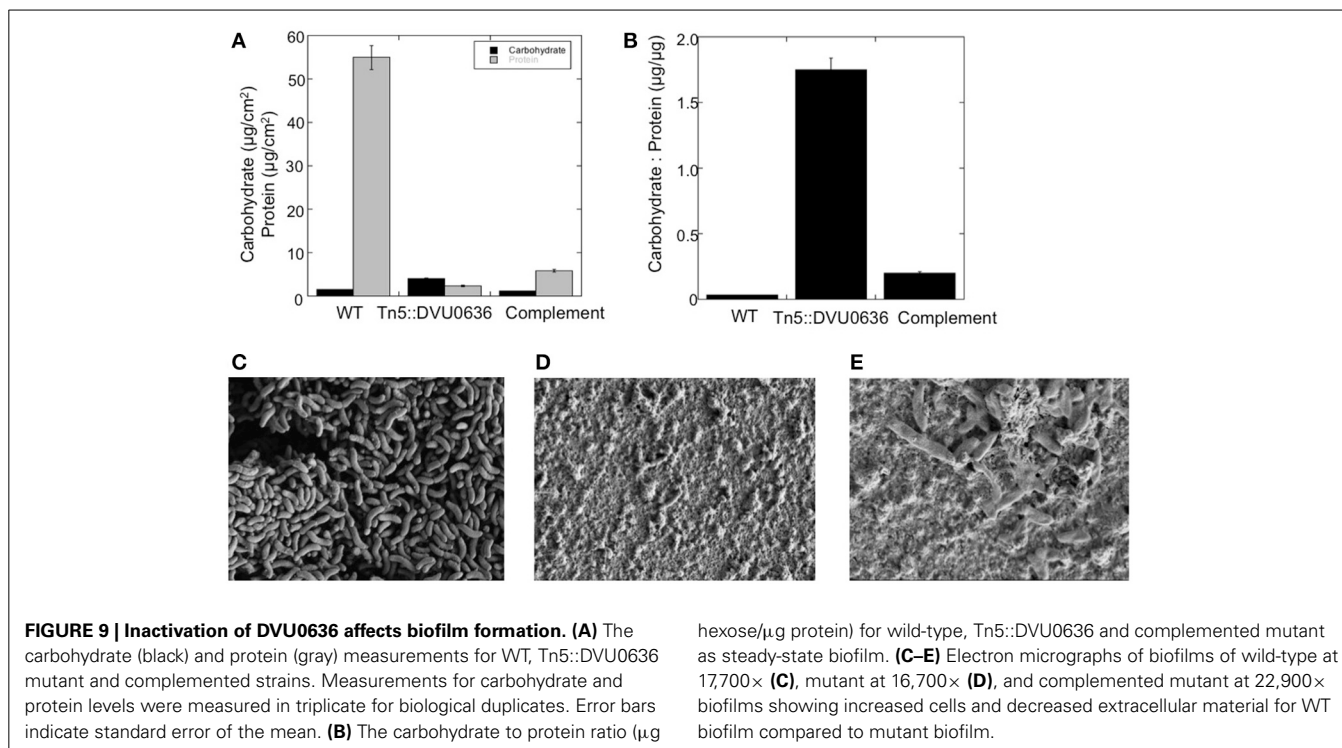 A
60
50
40
30
20
10
0
Carbohydrate (µg/cm2)
Protein (µg/cm2)
Carbohydrate
Protein
WT Tn5::DVU0636 Complement
B
2.0
1.5
1.0
0.5
0
Carbohydrate : Protein (µg/µg)
WT Tn5::DVU0636 Complement
C
D
E
FIGURE 9 | Inactivation of DVU0636 affects biofilm formation. (A) The
carbohydrate (black) and protein (gray) measurements for WT, Tn5::DVU0636
mutant and complemented strains. Measurements for carbohydrate and
protein levels were measured in triplicate for biological duplicates. Error bars
indicate standard error of the mean. (B) The carbohydrate to protein ratio (µg
hexose/µg protein) for wild-type, Tn5::DVU0636 and complemented mutant
as steady-state biofilm. (C–E) Electron micrographs of biofilms of wild-type at
17,700× (C), mutant at 16,700× (D), and complemented mutant at 22,900×
biofilms showing increased cells and decreased extracellular material for WT
biofilm compared to mutant biofilm.